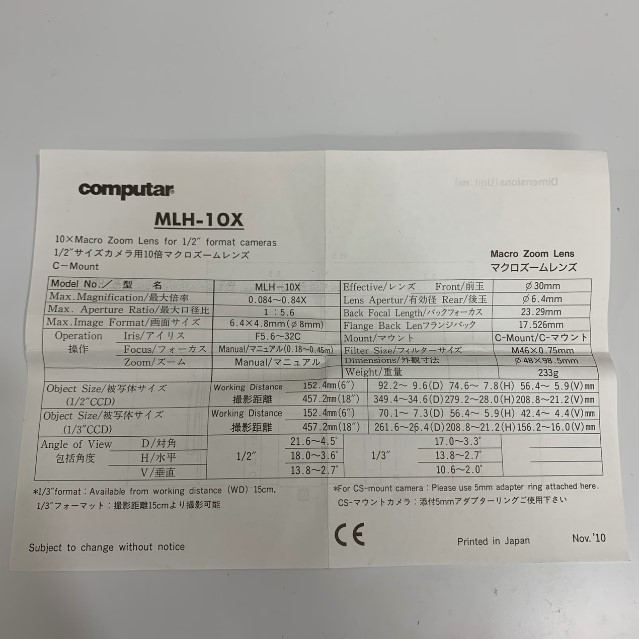 computar
Dimensions (Unit: mm)
MLH-10X
10×Macro Zoom Lens for 1/2" format cameras
1/2"サイズカメラ用10倍マクロズームレンズ
C-Mount
Macro Zoom Lens
マクロズームレンズ
Model No./型 名 MLH-10X Effective/レンズ Front/前玉 φ30mm
Max.Magnification/最大倍率 0.084~0.84X Lens Apertur/有効径 Rear/後玉 φ6.4mm
Max. Aperture Ratio/最大口径比 1:5.6 Back Focal Length/バックフォーカス 23.29mm
Max.Image Format/画面サイズ 6.4×4.8mm(φ8mm) Flange Back Lenフランジバック 17.526mm
Operation Iris/アイリス F5.6~32C Mount/マウント C-Mount/C-マウント
操作 Focus/フォーカス Manual/マニュアル(0.18~0.45m) Filter Size/フィルターサイズ M46×0.75mm
Zoom/ズーム Manual/マニュアル Dimensions/外観寸法 φ48×98.5mm
Weight/重量 233g
Object Size/被写体サイズ Working Distance 152.4mm(6") 92.2~ 9.6(D) 74.6~ 7.8(H) 56.4~ 5.9(V)mm
(1/2"CCD) 撮影距離 457.2mm(18") 349.4~34.6(D)279.2~28.0(H)208.8~21.2(V)mm
Object Size/被写体サイズ Working Distance 152.4mm(6") 70.1~ 7.3(D) 56.4~ 5.9(H) 42.4~ 4.4(V)mm
(1/3"CCD) 撮影距離 457.2mm(18") 261.6~26.4(D)208.8~21.2(H)156.2~16.0(V)mm
Angle of View D/対角 1/2" 21.6~4.5° 1/3" 17.0~3.3°
包括角度 H/水平 18.0~3.6° 13.8~2.7°
V/垂直 13.8~2.7° 10.6~2.0°
*1/3"format : Available from working distance (WD) 15cm.
1/3"フォーマット:撮影距離15cmより撮影可能
*For CS-mount camera : Please use 5mm adapter ring attached here.
CS-マウントカメラ:添付5mmアダプターリングご使用下さい
Subject to change without notice
CE
Printed in Japan
Nov.'10